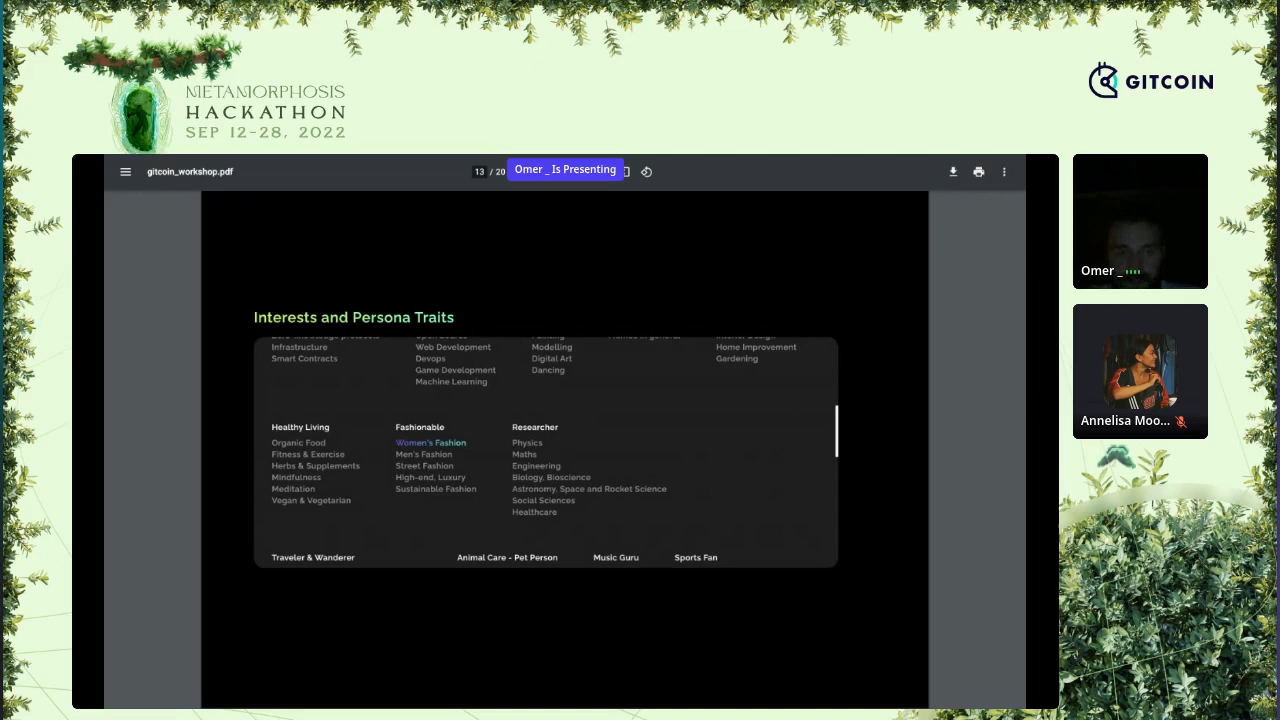 METAMORPHOSIS
HACKATHON
SEP 12-28, 2022
GITCOIN
gitcoin_workshop.pdf
13 / 20
Omer _ Is Presenting
Interests and Persona Traits
Infrastructure
Smart Contracts
Web Development
Devops
Game Development
Machine Learning
Modelling
Digital Art
Dancing
Home Improvement
Gardening
Healthy Living
Organic Food
Fitness & Exercise
Herbs & Supplements
Mindfulness
Meditation
Vegan & Vegetarian
Fashionable
Women's Fashion
Men's Fashion
Street Fashion
High-end, Luxury
Sustainable Fashion
Researcher
Physics
Maths
Engineering
Biology, Bioscience
Astronomy, Space and Rocket Science
Social Sciences
Healthcare
Traveler & Wanderer
Animal Care - Pet Person
Music Guru
Sports Fan
Omer _
Annelisa Moo...